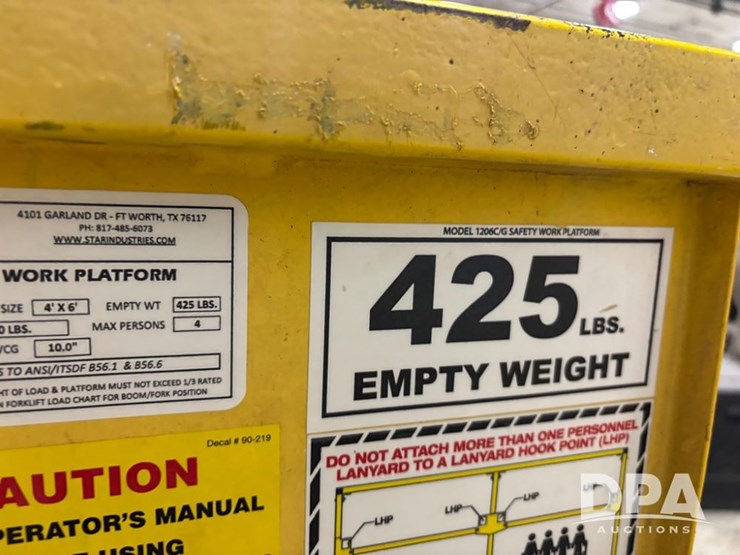 4101 GARLAND DR - FT WORTH, TX 76117
PH: 817-485-6073
WWW.STARINDUSTRIES.COM
WORK PLATFORM
SIZE 4' X 6' EMPTY WT 425 LBS.
0 LBS. MAX PERSONS 4
/CG 10.0"
S TO ANSI/ITSDF B56.1 & B56.6
HT OF LOAD & PLATFORM MUST NOT EXCEED 1/3 RATED
N FORKLIFT LOAD CHART FOR BOOM/FORK POSITION
Decal # 90-219
AUTION
PERATOR'S MANUAL
USING
MODEL 1206C/G SAFETY WORK PLATFORM
425 LBS.
EMPTY WEIGHT
DO NOT ATTACH MORE THAN ONE PERSONNEL
LANYARD TO A LANYARD HOOK POINT (LHP)
LHP LHP LHP
DPA
AUCTIONS